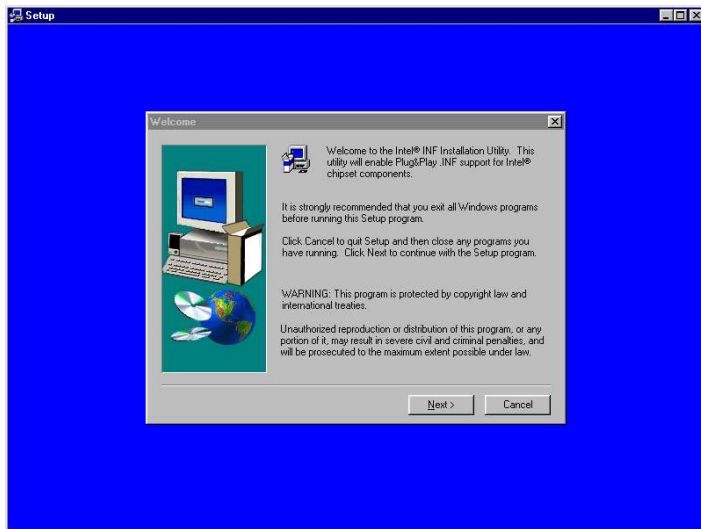 Setup
Welcome
Welcome to the Intel® INF Installation Utility. This
utility will enable Plug&Play .INF support for Intel®
chipset components.
It is strongly recommended that you exit all Windows programs
before running this Setup program.
Click Cancel to quit Setup and then close any programs you
have running. Click Next to continue with the Setup program.
WARNING: This program is protected by copyright law and
international treaties.
Unauthorized reproduction or distribution of this program, or any
portion of it, may result in severe civil and criminal penalties, and
will be prosecuted to the maximum extent possible under law.
Next >
Cancel